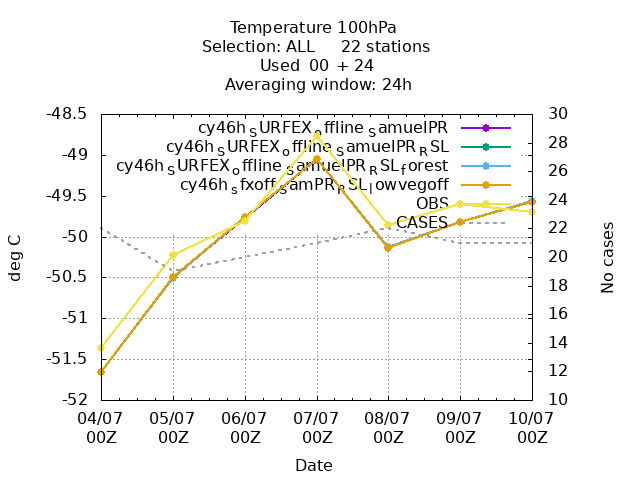 Temperature 100hPa
Selection: ALL 22 stations
Used 00 + 24
Averaging window: 24h
-48.5
-49
-49.5
-50
-50.5
-51
-51.5
-52
30
28
26
24
22
20
18
16
14
12
10
cy46h_SURFEX_offline_SamuelPR
cy46h_SURFEX_offline_SamuelPR_RSL
cy46h_SURFEX_offline_SamuelPR_RSL_forest
cy46h_sfxoff_SamPR_RSL_lowvegoff
OBS
CASES
deg C
No cases
04/07 05/07 06/07 07/07 08/07 09/07 10/07
00Z 00Z 00Z 00Z 00Z 00Z 00Z
Date